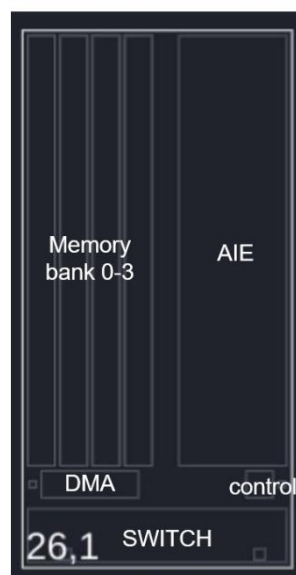 Memory
bank 0-3
AIE
DMA
control
26,1
SWITCH